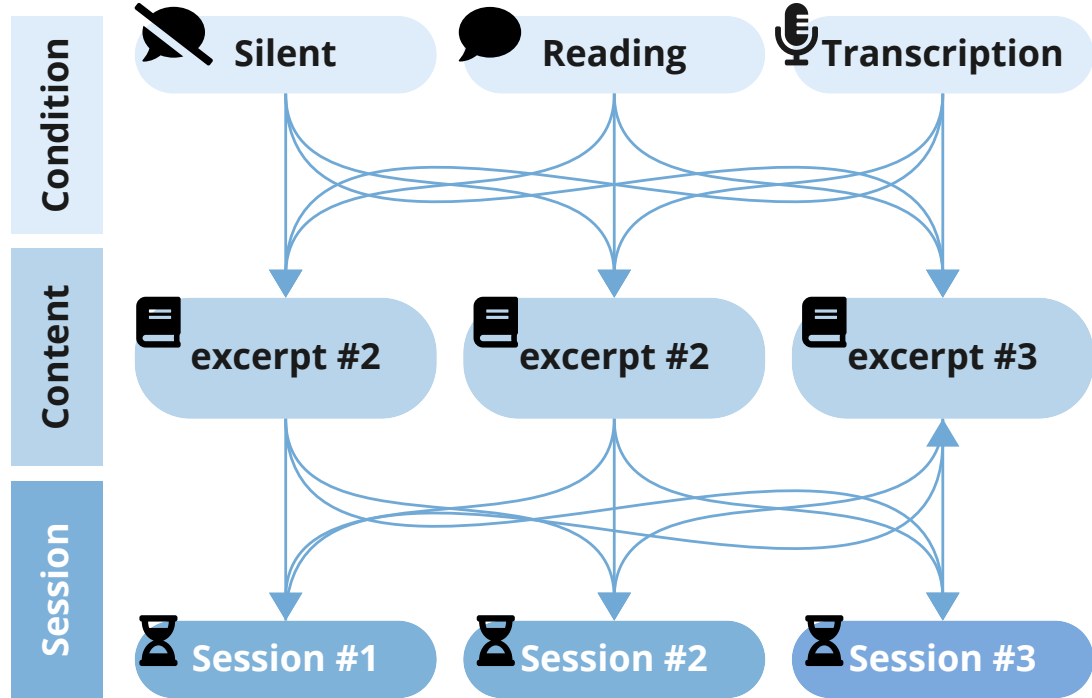 Condition
Silent
Reading
Transcription
Content
excerpt #2
excerpt #2
excerpt #3
Session
Session #1
Session #2
Session #3